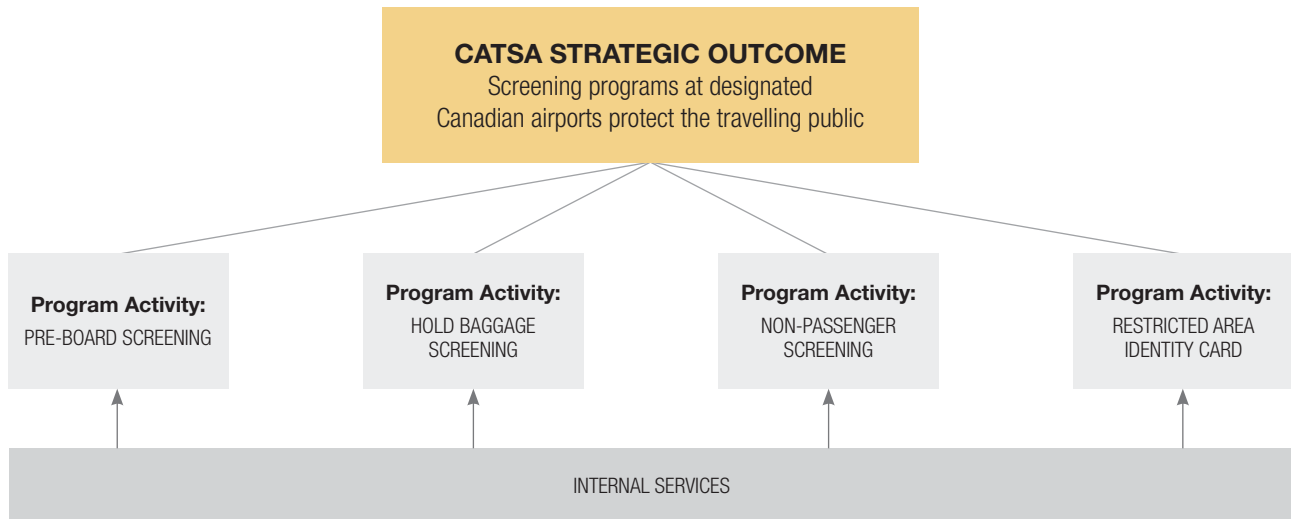 CATSA STRATEGIC OUTCOME
Screening programs at designated
Canadian airports protect the travelling public
Program Activity:
PRE-BOARD SCREENING
Program Activity:
HOLD BAGGAGE
SCREENING
Program Activity:
NON-PASSENGER
SCREENING
Program Activity:
RESTRICTED AREA
IDENTITY CARD
INTERNAL SERVICES